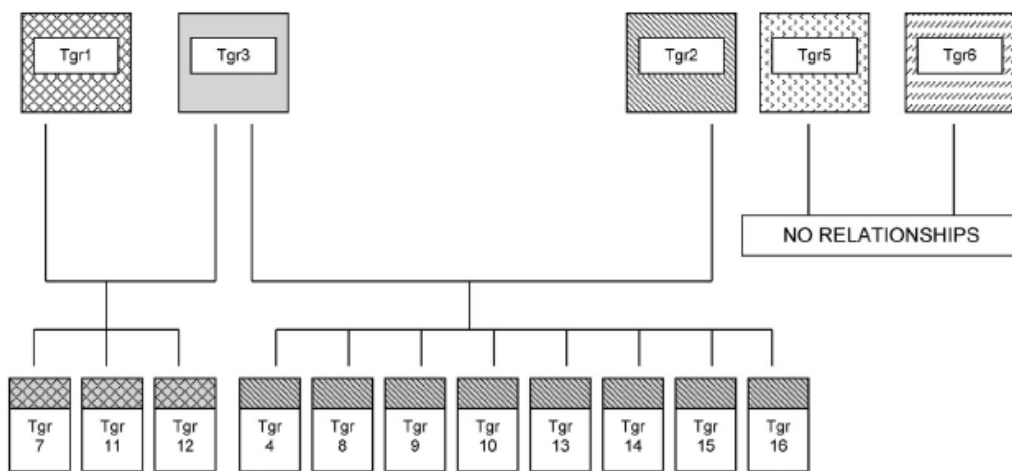 Tgr1
Tgr3
Tgr2
Tgr5
Tgr6
NO RELATIONSHIPS
Tgr
7
Tgr
11
Tgr
12
Tgr
4
Tgr
8
Tgr
9
Tgr
10
Tgr
13
Tgr
14
Tgr
15
Tgr
16